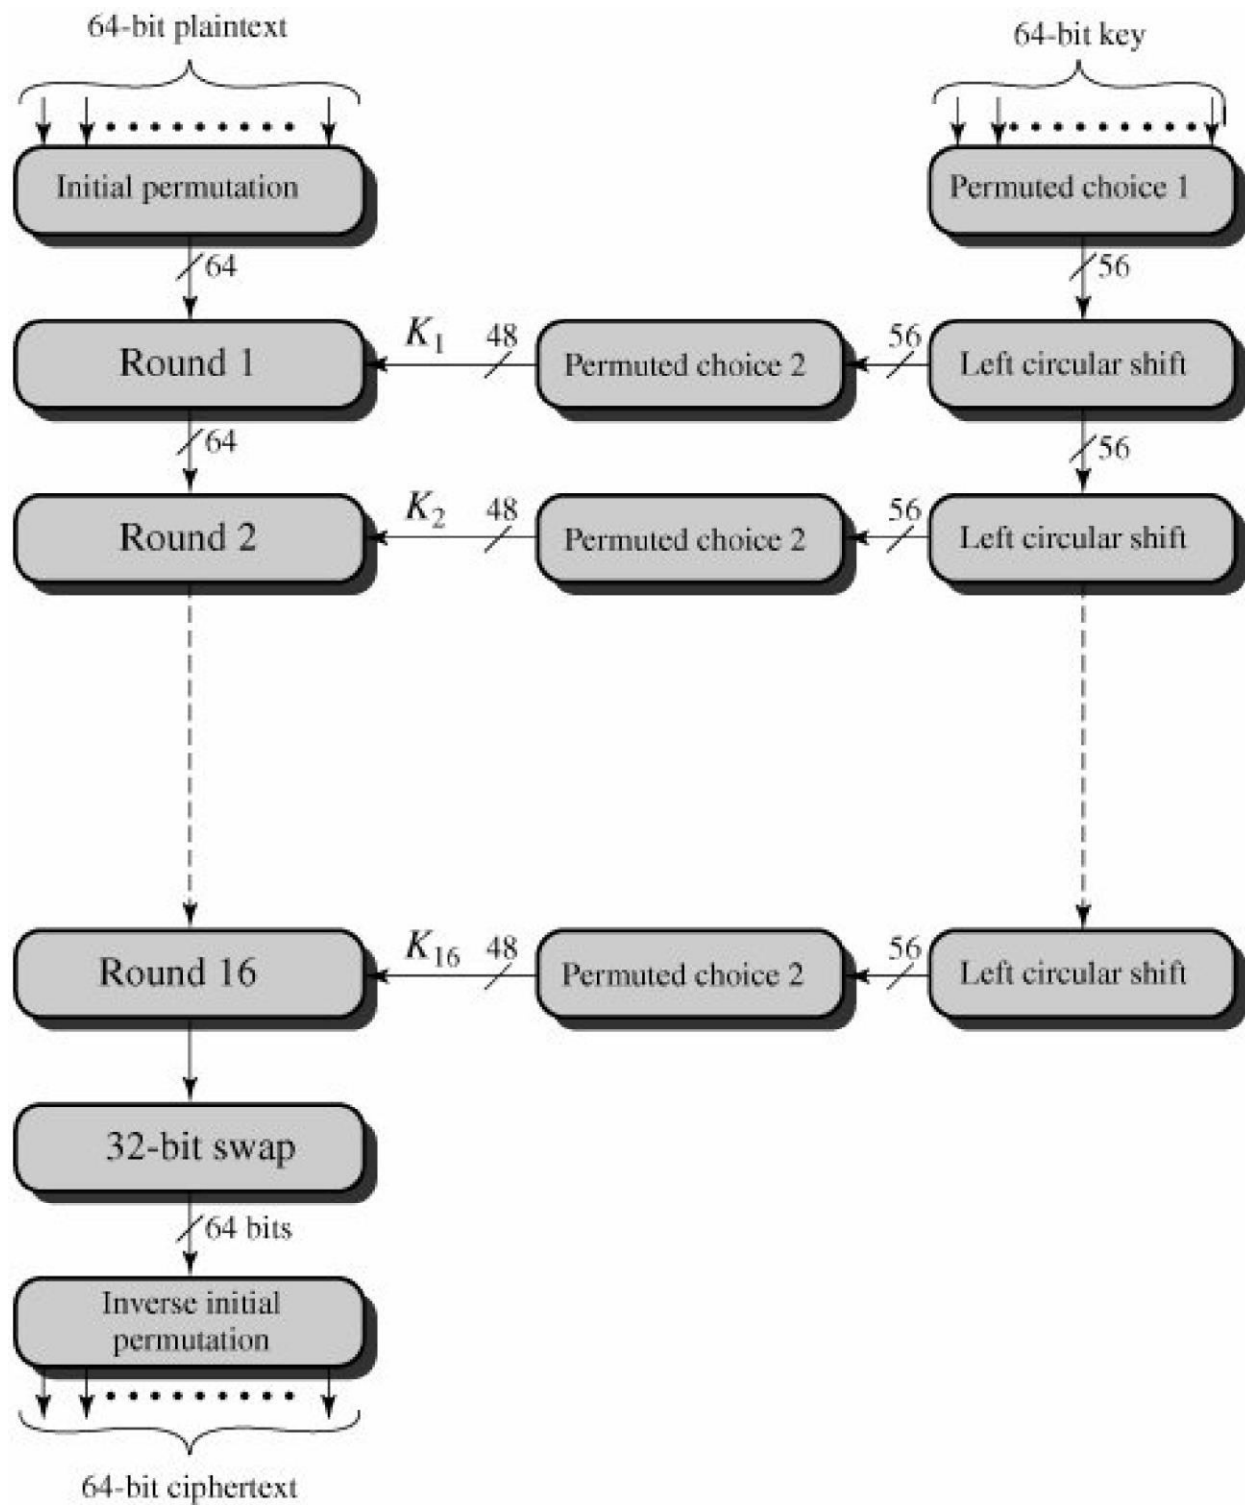 64-bit plaintext
64-bit key
Initial permutation
Permuted choice 1
64
56
Round 1
K1
48
Permuted choice 2
56
Left circular shift
64
56
Round 2
K2
48
Permuted choice 2
56
Left circular shift
Round 16
K16
48
Permuted choice 2
56
Left circular shift
32-bit swap
64 bits
Inverse initial
permutation
64-bit ciphertext